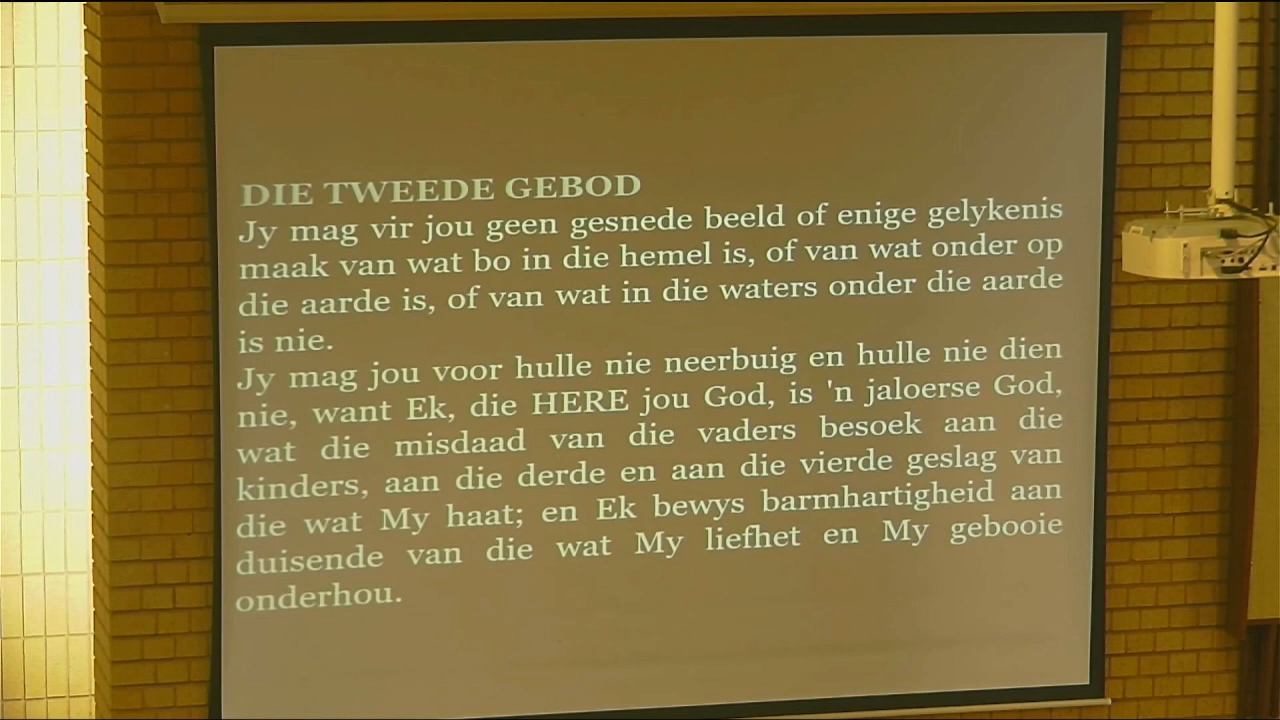 DIE TWEEDE GEBOD
Jy mag vir jou geen gesnede beeld of enige gelykenis
maak van wat bo in die hemel is, of van wat onder op
die aarde is, of van wat in die waters onder die aarde
is nie.
Jy mag jou voor hulle nie neerbuig en hulle nie dien
nie, want Ek, die HERE jou God, is 'n jaloerse God,
wat die misdaad van die vaders besoek aan die
kinders, aan die derde en aan die vierde geslag van
die wat My haat; en Ek bewys barmhartigheid aan
duisende van die wat My liefhet en My gebooie
onderhou.